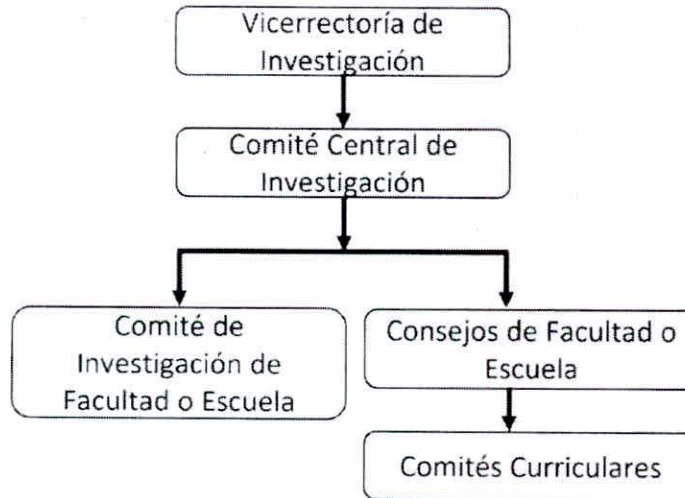 Vicerrectoría de
Investigación
Comité Central de
Investigación
Comité de
Investigación de
Facultad o Escuela
Consejos de Facultad o
Escuela
Comités Curriculares